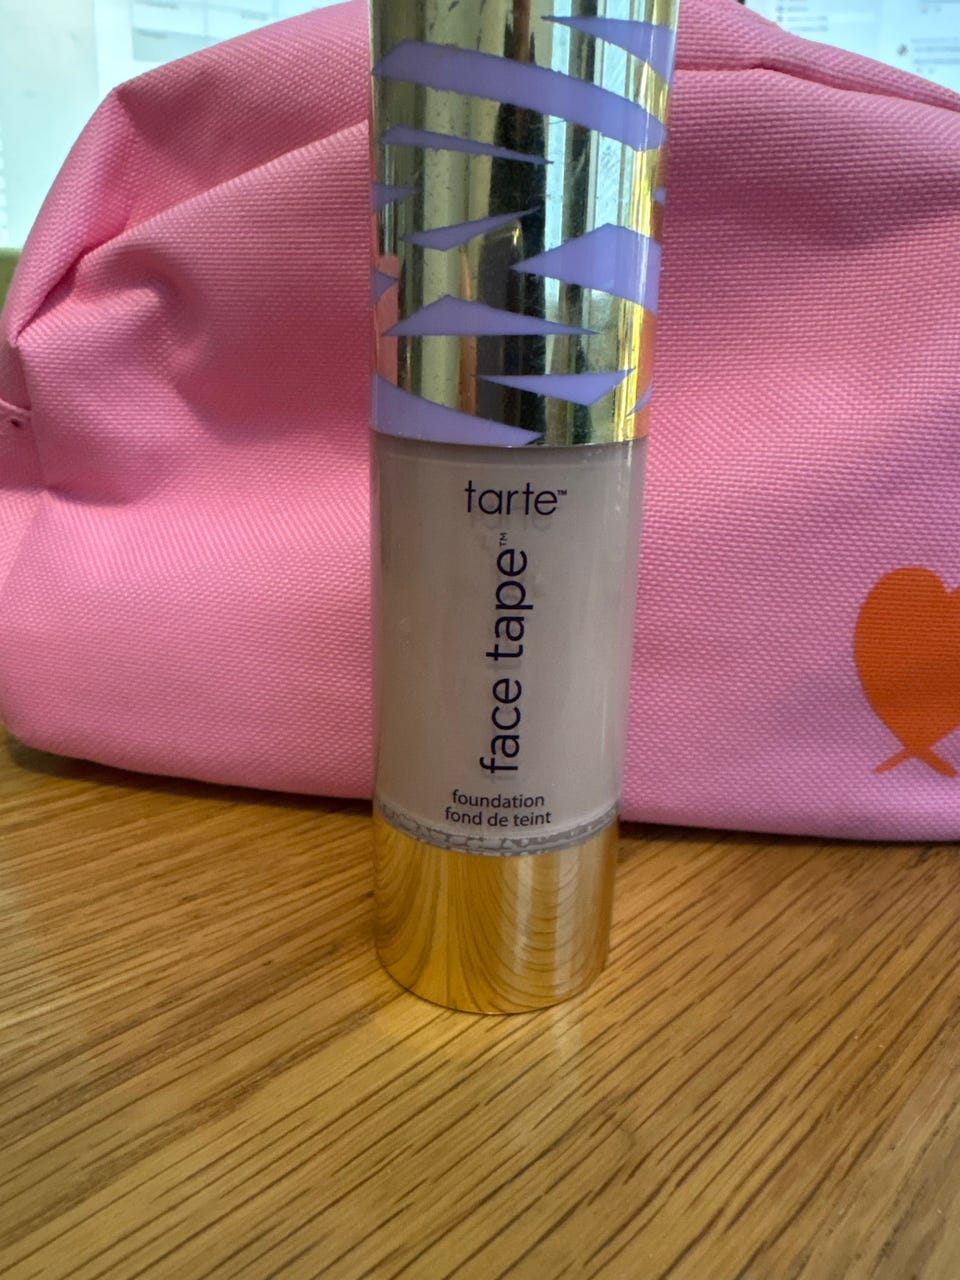 tarte™
face tape™
foundation
fond de teint